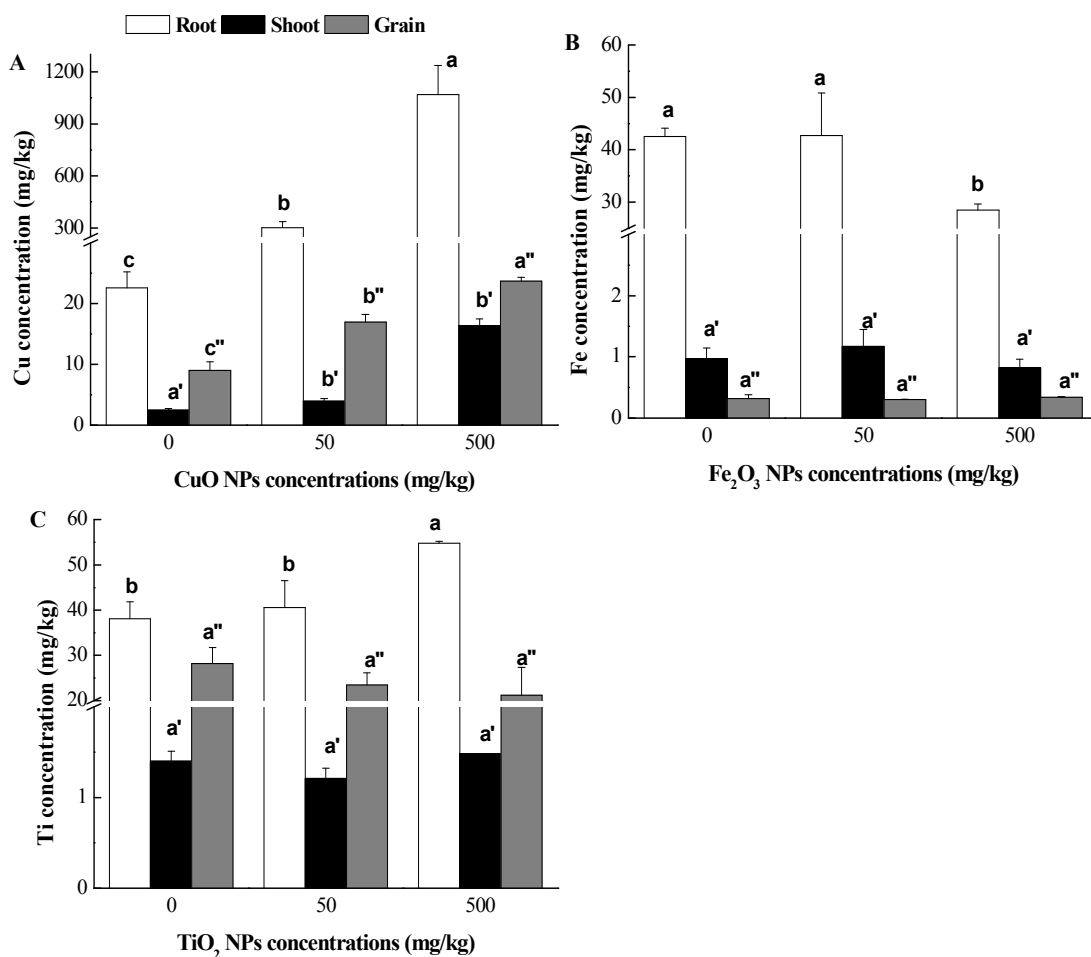 Root Shoot Grain
A
1200
900
600
300
20
10
0
Cu concentration (mg/kg)
c a' c"
b b' b"
a b' a"
0 50 500
CuO NPs concentrations (mg/kg)
B
60
50
40
30
2
1
0
Fe concentration (mg/kg)
a a' a"
a a' a"
b a' a"
0 50 500
Fe₂O₃ NPs concentrations (mg/kg)
C
60
50
40
30
20
1
0
Ti concentration (mg/kg)
b a' a"
b a' a"
a a' a"
0 50 500
TiO₂ NPs concentrations (mg/kg)